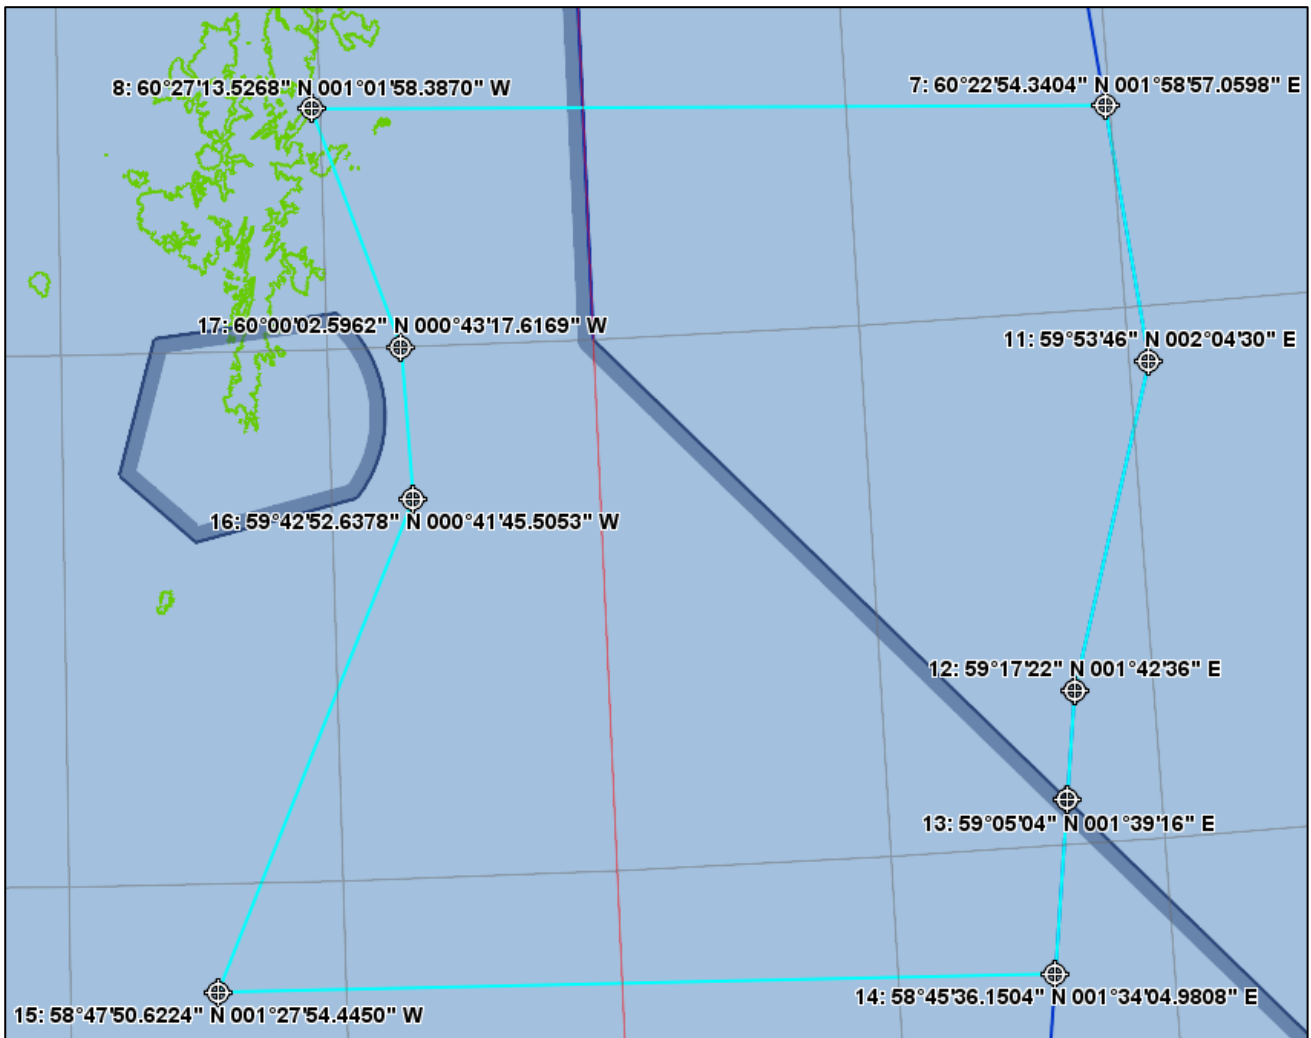 8: 60°27'13.5268" N 001°01'58.3870" W
7: 60°22'54.3404" N 001°58'57.0598" E
17: 60°00'02.5962" N 000°43'17.6169" W
11: 59°53'46" N 002°04'30" E
16: 59°42'52.6378" N 000°41'45.5053" W
12: 59°17'22" N 001°42'36" E
13: 59°05'04" N 001°39'16" E
14: 58°45'36.1504" N 001°34'04.9808" E
15: 58°47'50.6224" N 001°27'54.4450" W